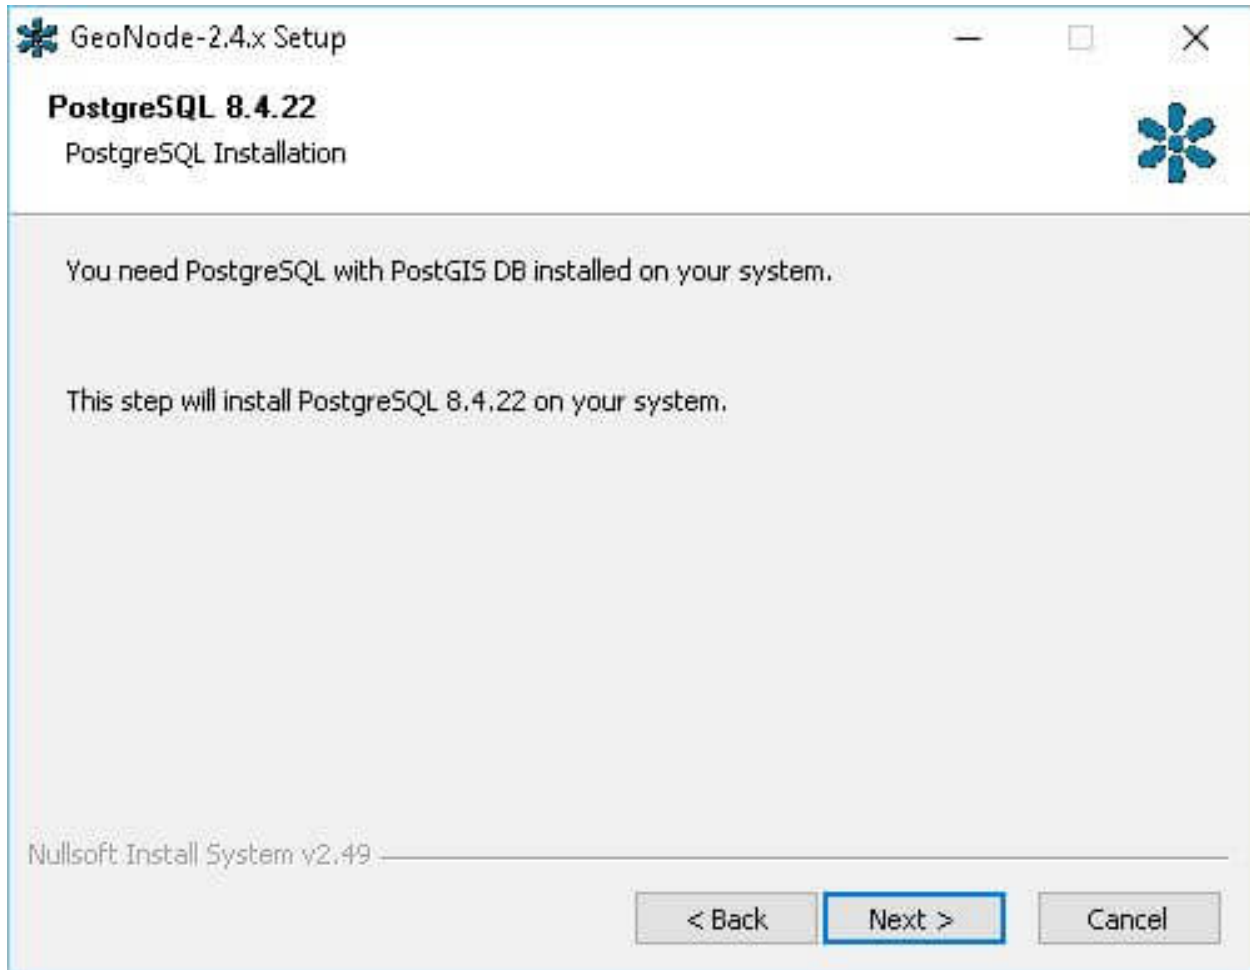 GeoNode-2.4.x Setup
PostgreSQL 8.4.22
PostgreSQL Installation
You need PostgreSQL with PostGIS DB installed on your system.
This step will install PostgreSQL 8.4.22 on your system.
Nullsoft Install System v2.49
< Back Next > Cancel